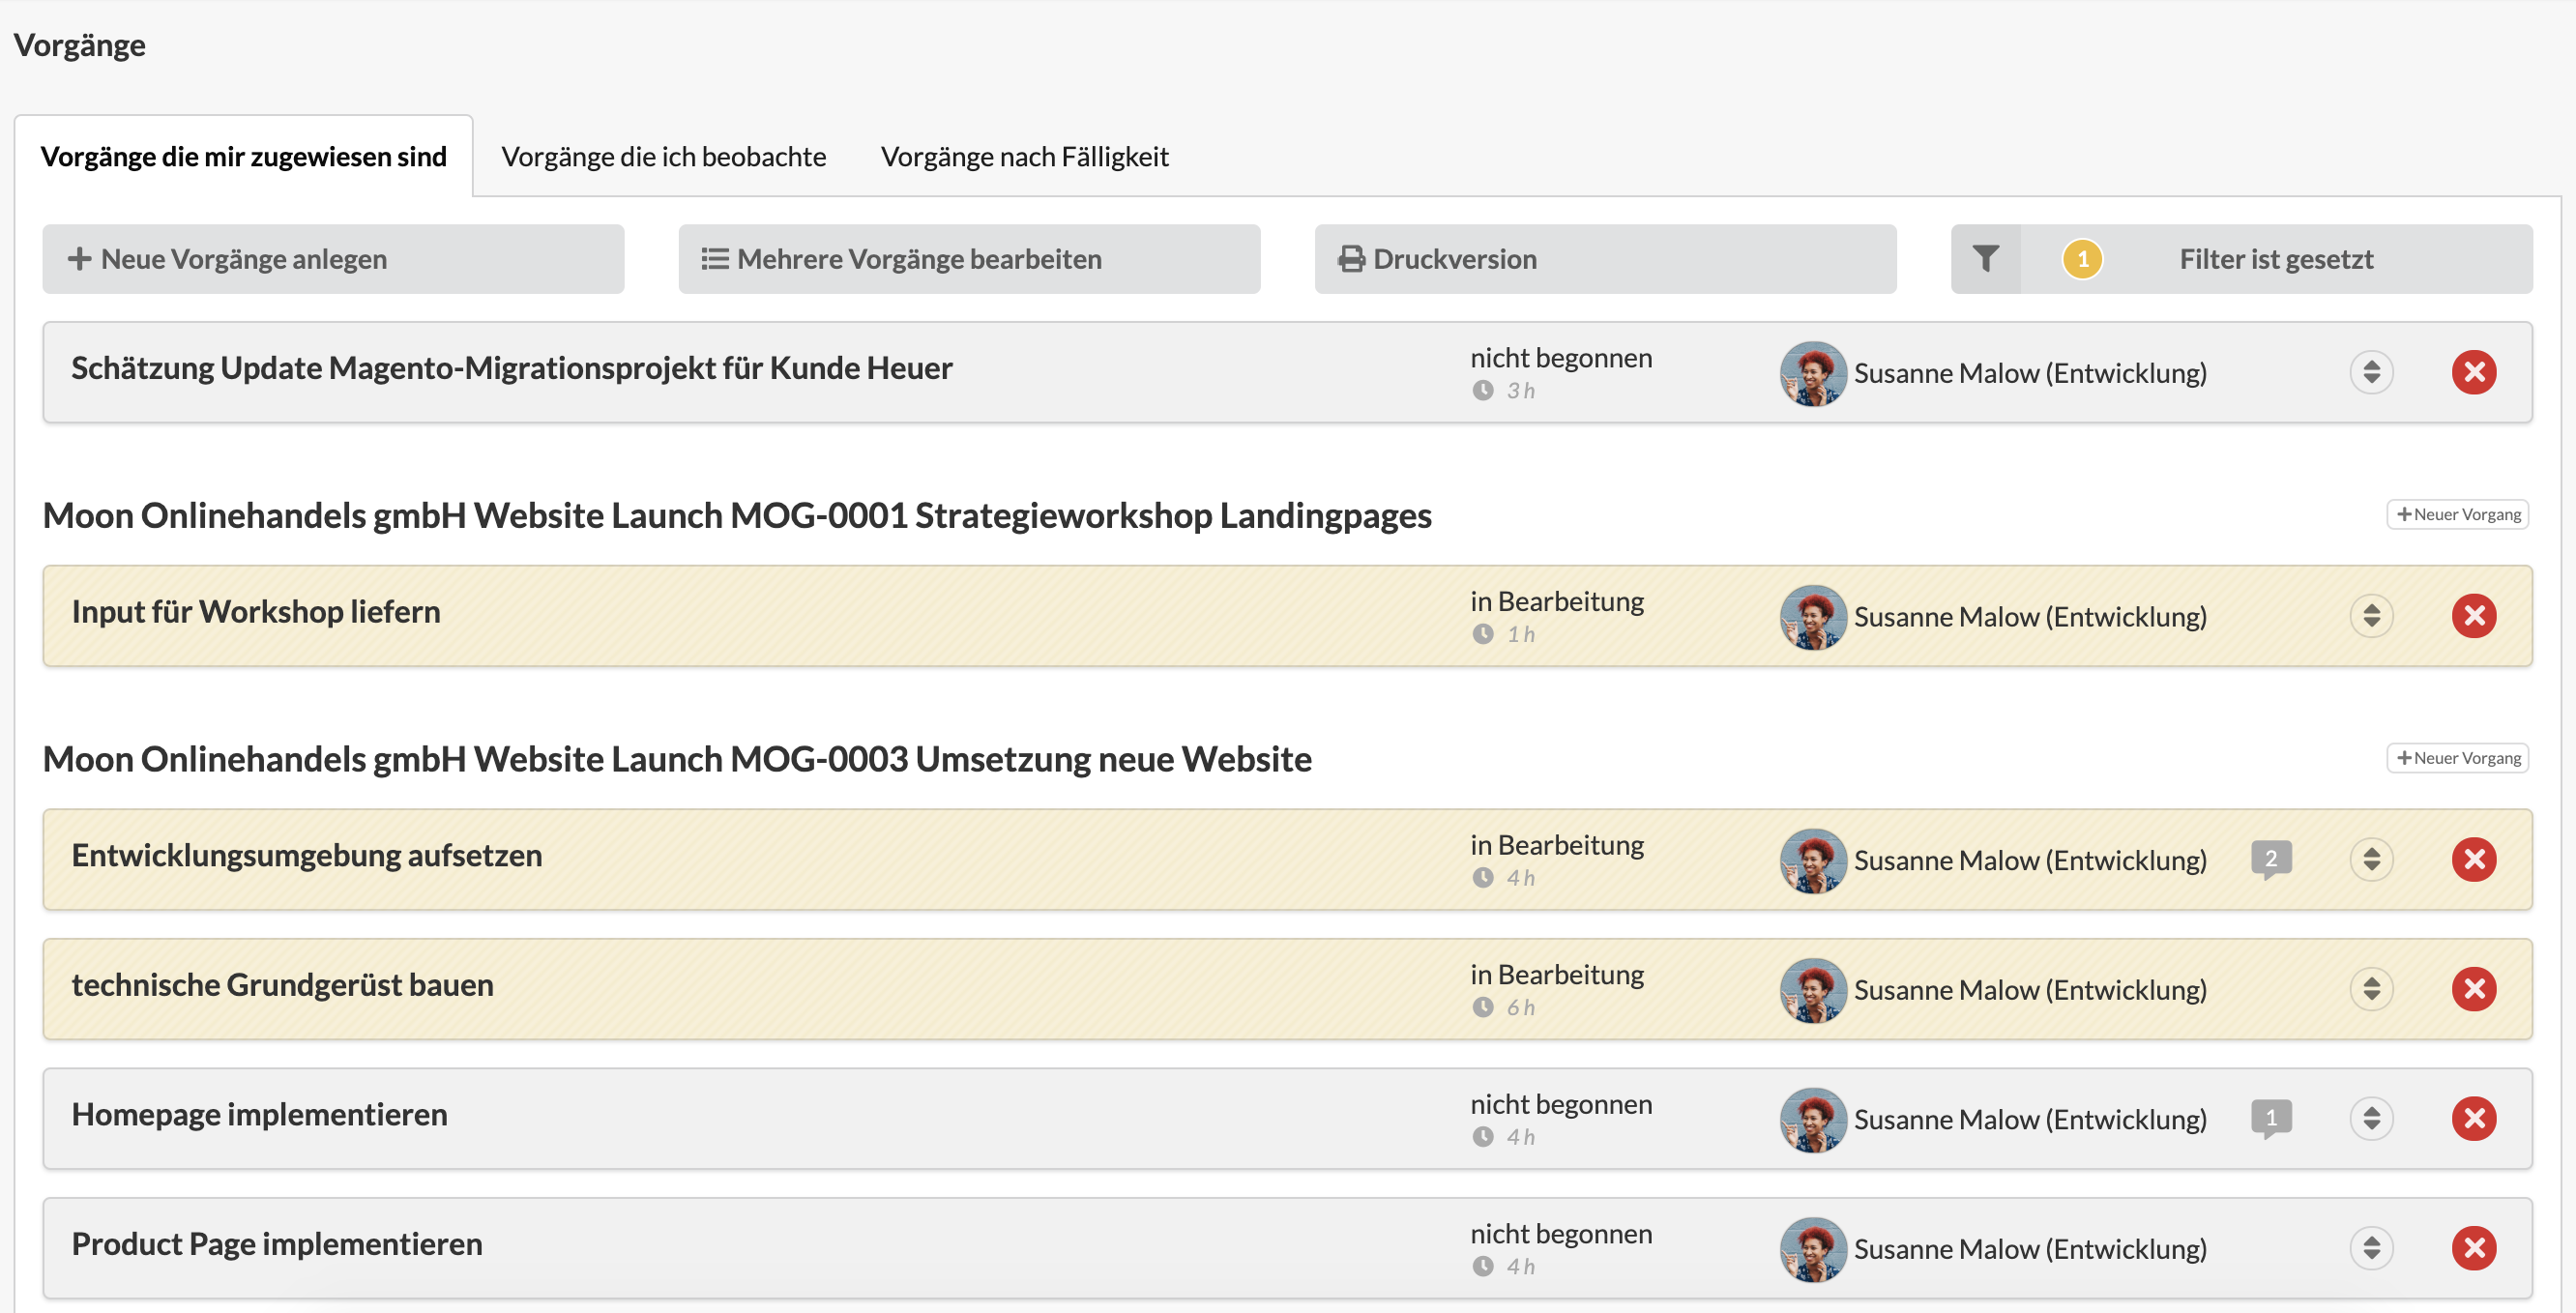 Vorgänge
Vorgänge die mir zugewiesen sind Vorgänge die ich beobachte Vorgänge nach Fälligkeit
Neue Vorgänge anlegen Mehrere Vorgänge bearbeiten Druckversion 1 Filter ist gesetzt
Schätzung Update Magento-Migrationsprojekt für Kunde Heuer nicht begonnen Susanne Malow (Entwicklung)
3 h
Moon Onlinehandels gmbH Website Launch MOG-0001 Strategieworkshop Landingpages +Neuer Vorgang
Input für Workshop liefern in Bearbeitung Susanne Malow (Entwicklung)
1 h
Moon Onlinehandels gmbH Website Launch MOG-0003 Umsetzung neue Website +Neuer Vorgang
Entwicklungsumgebung aufsetzen in Bearbeitung Susanne Malow (Entwicklung) 2
4 h
technische Grundgerüst bauen in Bearbeitung Susanne Malow (Entwicklung)
6 h
Homepage implementieren nicht begonnen Susanne Malow (Entwicklung) 1
4 h
Product Page implementieren nicht begonnen Susanne Malow (Entwicklung)
4 h